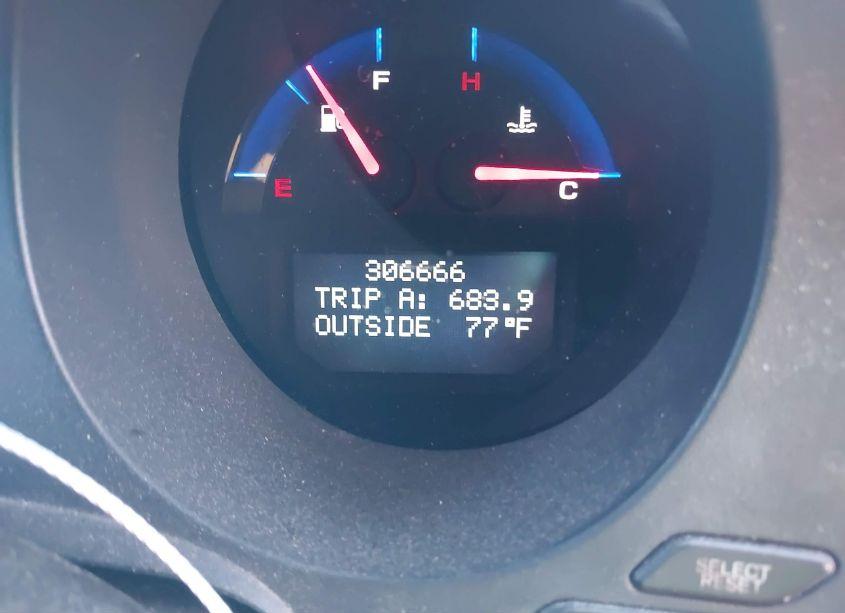 F H
E C
306666
TRIP A: 683.9
OUTSIDE 77°F
SELECT
RESET